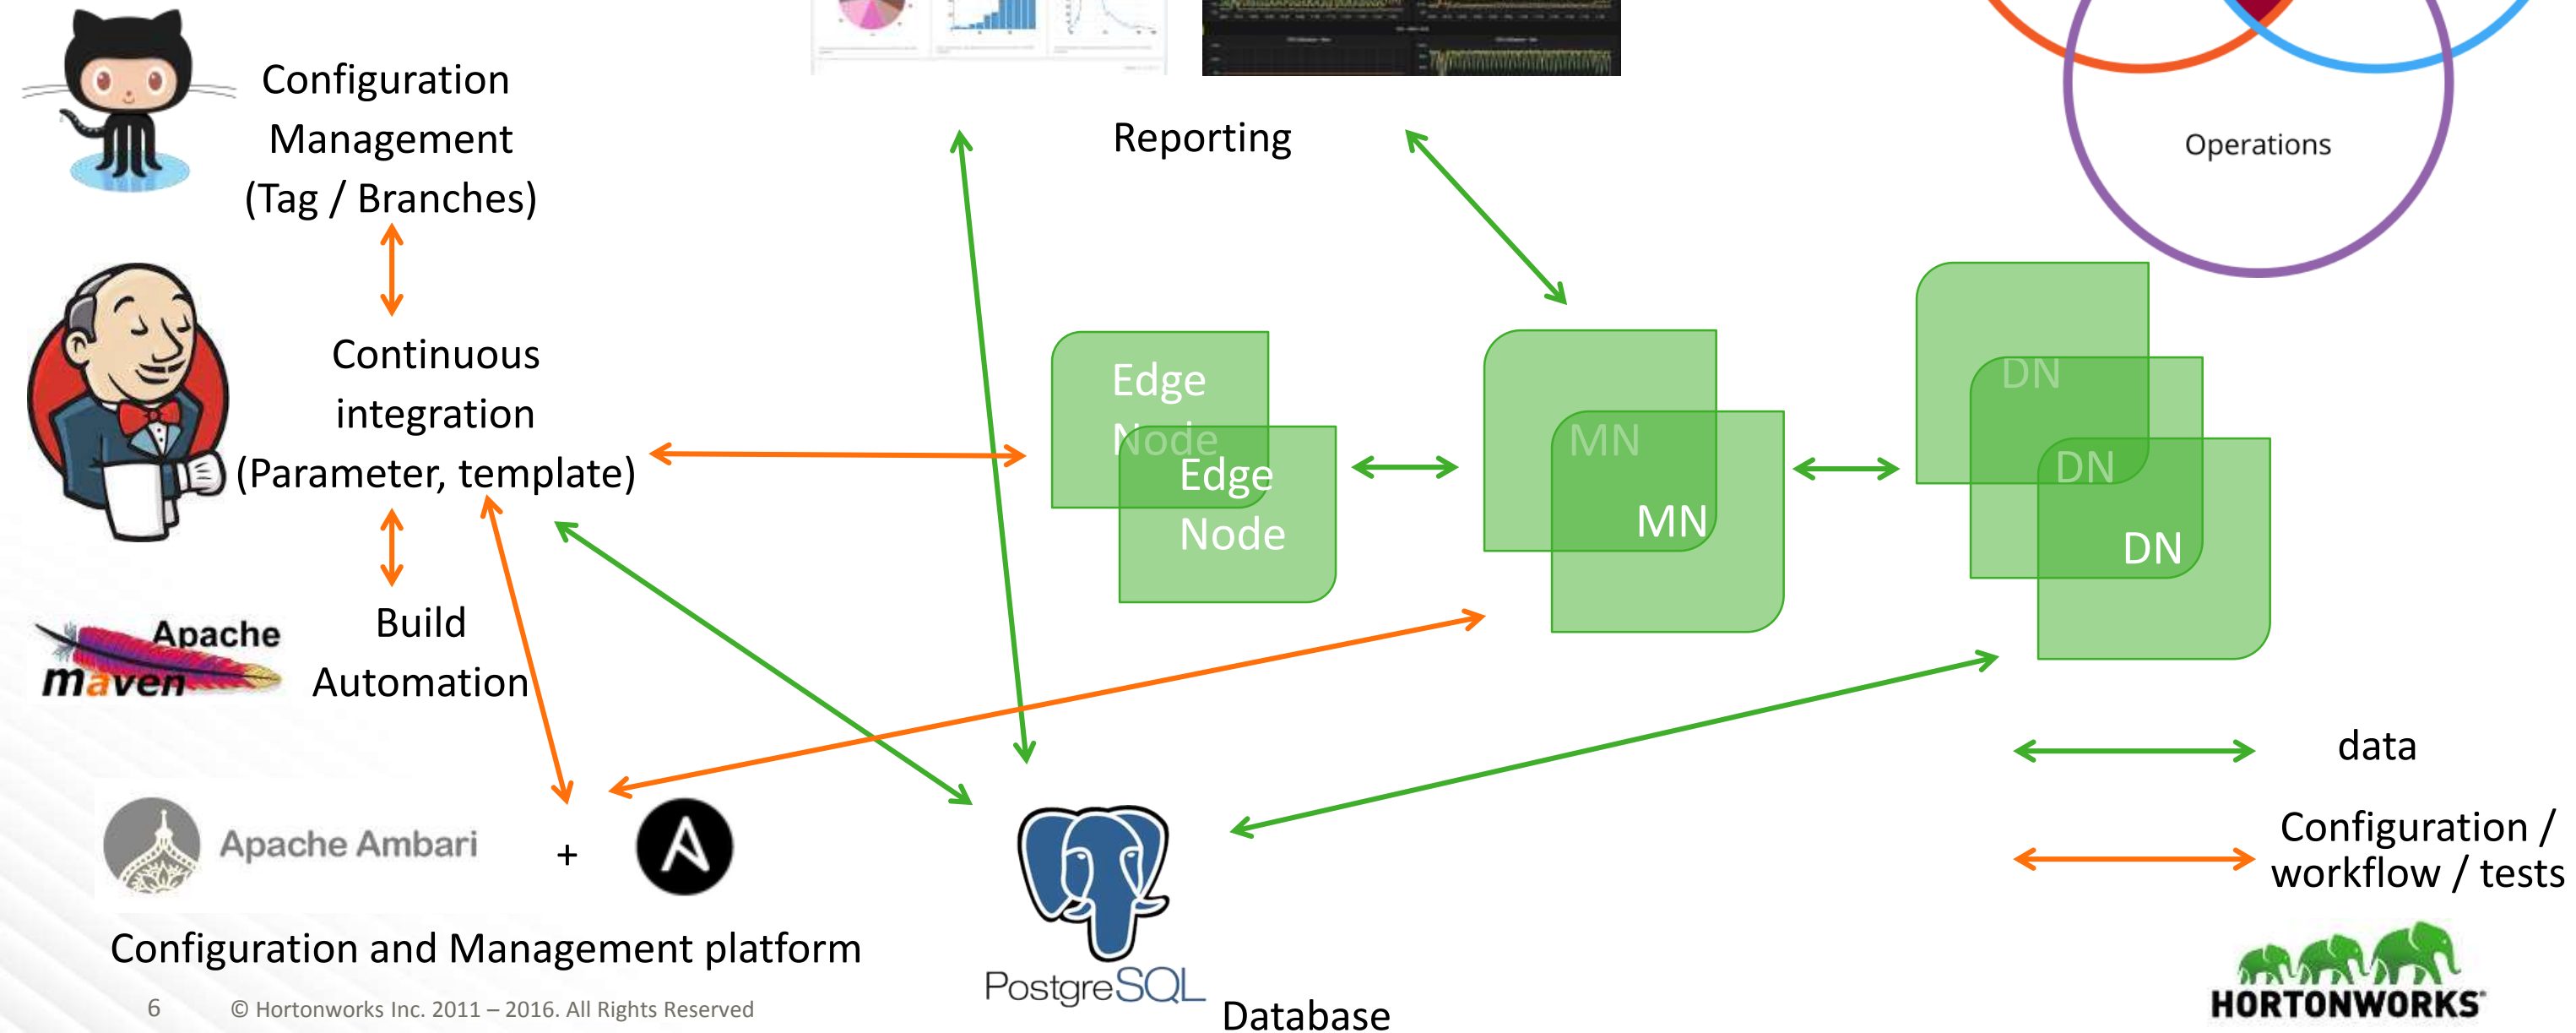 Configuration
Management
(Tag / Branches)
Reporting
Operations
Continuous
integration
(Parameter, template)
Edge
Node
Edge
Node
MN
MN
DN
DN
DN
Apache
maven
Build
Automation
data
Configuration /
workflow / tests
Apache Ambari
+
Configuration and Management platform
PostgreSQL
Database
HORTONWORKS
6
© Hortonworks Inc. 2011 – 2016. All Rights Reserved